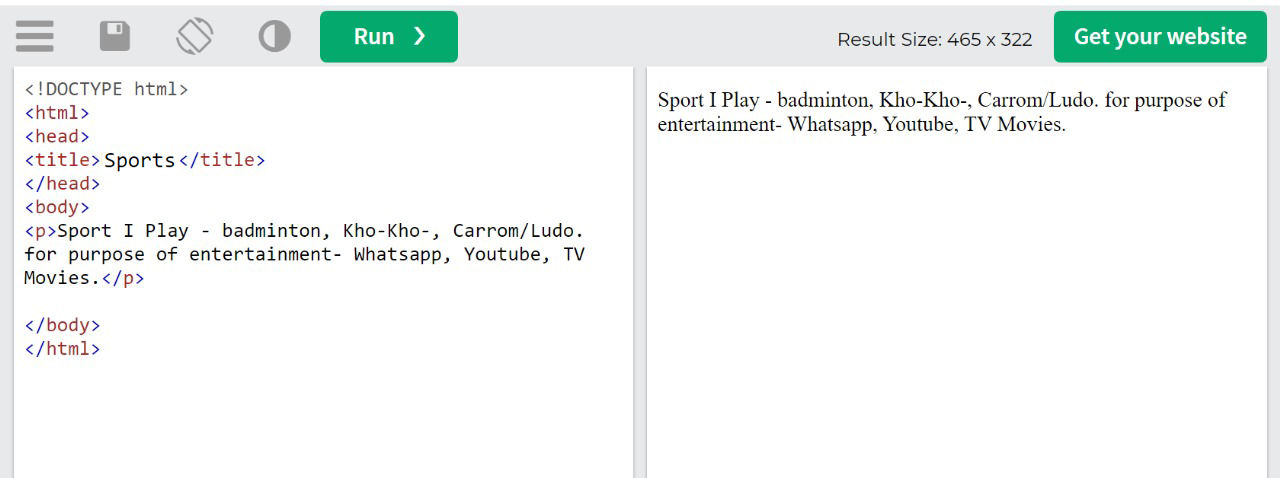 Run ❯
Result Size: 465 x 322
Get your website
<!DOCTYPE html>
<html>
<head>
<title>Sports</title>
</head>
<body>
<p>Sport I Play - badminton, Kho-Kho-, Carrom/Ludo.
for purpose of entertainment- Whatsapp, Youtube, TV
Movies.</p>
</body>
</html>
Sport I Play - badminton, Kho-Kho-, Carrom/Ludo. for purpose of
entertainment- Whatsapp, Youtube, TV Movies.